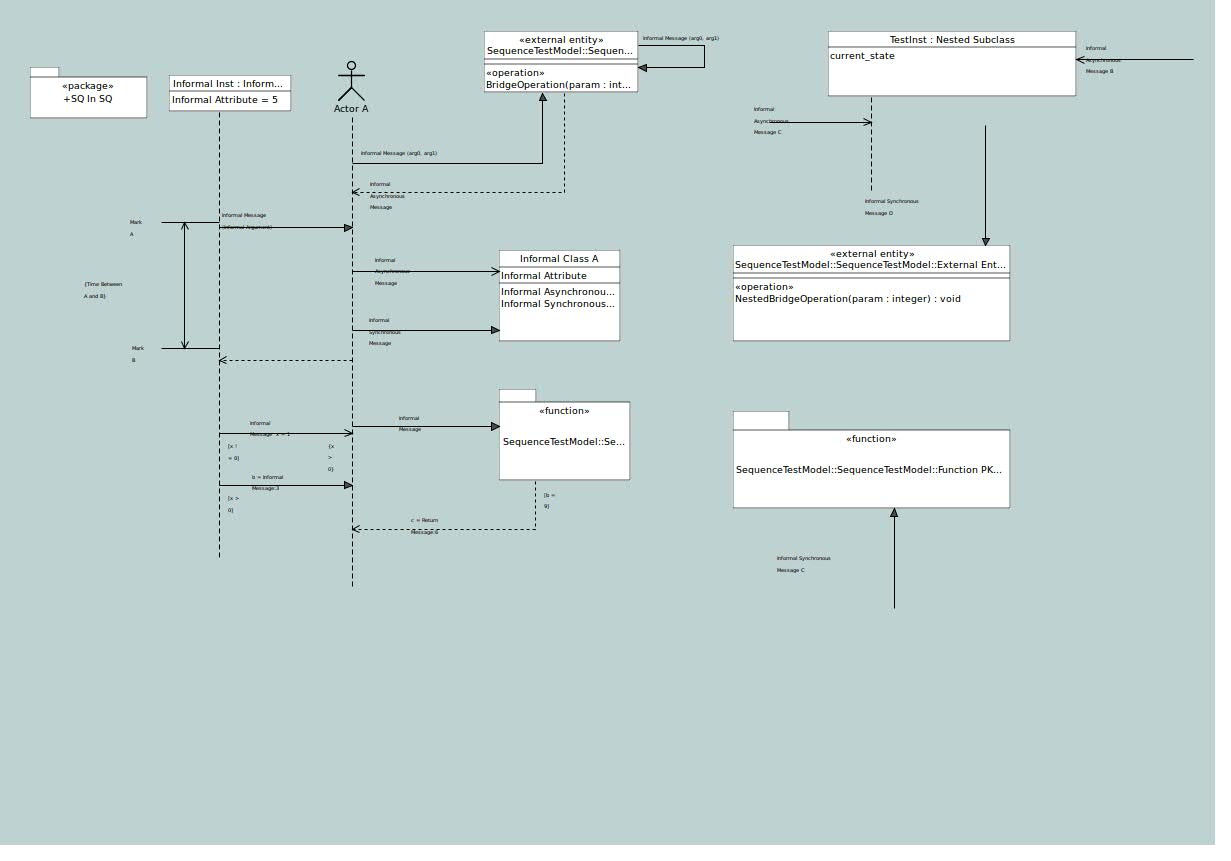 «package»
+SQ In SQ
Informal Inst : Inform...
Informal Attribute = 5
Actor A
«external entity»
SequenceTestModel::Sequen...
«operation»
BridgeOperation(param : int...
Informal Message (arg0, arg1)
TestInst : Nested Subclass
current_state
Informal
Asynchronous
Message B
Informal
Asynchronous
Message C
Informal Message (arg0, arg1)
Informal
Asynchronous
Message
Informal Synchronous
Message D
Mark
A
Informal Message
(Informal Argument)
{Time Between
A and B}
Informal
Asynchronous
Message
Informal Class A
Informal Attribute
Informal Asynchronou...
Informal Synchronous...
«external entity»
SequenceTestModel::SequenceTestModel::External Ent...
«operation»
NestedBridgeOperation(param : integer) : void
Informal
Synchronous
Message
Mark
B
Informal
Message x = 1
[x !
= 0]
{x
>
0}
Informal
Message
«function»
SequenceTestModel::Se...
«function»
SequenceTestModel::SequenceTestModel::Function PK...
b = Informal
Message:3
[x >
0]
[b =
9]
c = Return
Message:6
Informal Synchronous
Message C